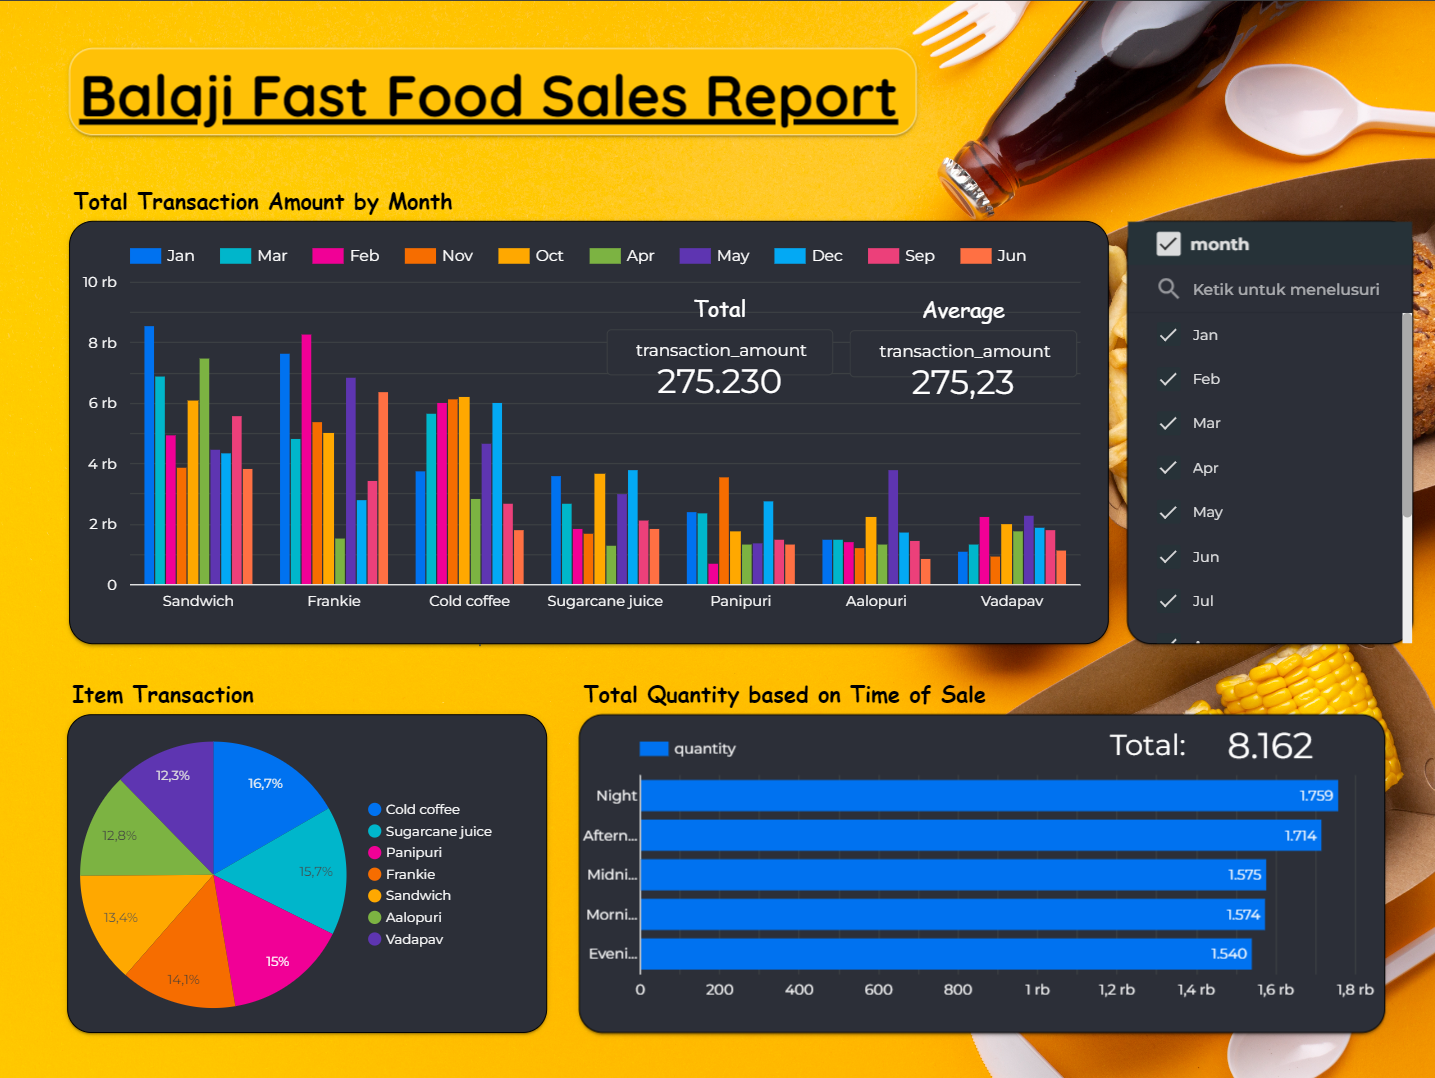 Balaji Fast Food Sales Report
Total Transaction Amount by Month
Jan Mar Feb Nov Oct Apr May Dec Sep Jun
10 rb
8 rb
6 rb
4 rb
2 rb
0
Total
transaction_amount
275.230
Average
transaction_amount
275,23
Sandwich Frankie Cold coffee Sugarcane juice Panipuri Aalopuri Vadapav
month
Ketik untuk menelusuri
Jan
Feb
Mar
Apr
May
Jun
Jul
Item Transaction
12,3%
16,7%
12,8%
15,7%
13,4%
14,1%
15%
Cold coffee
Sugarcane juice
Panipuri
Frankie
Sandwich
Aalopuri
Vadapav
Total Quantity based on Time of Sale
quantity
Total: 8.162
Night 1.759
Aftern... 1.714
Midni... 1.575
Morni... 1.574
Eveni... 1.540
0 200 400 600 800 1 rb 1,2 rb 1,4 rb 1,6 rb 1,8 rb